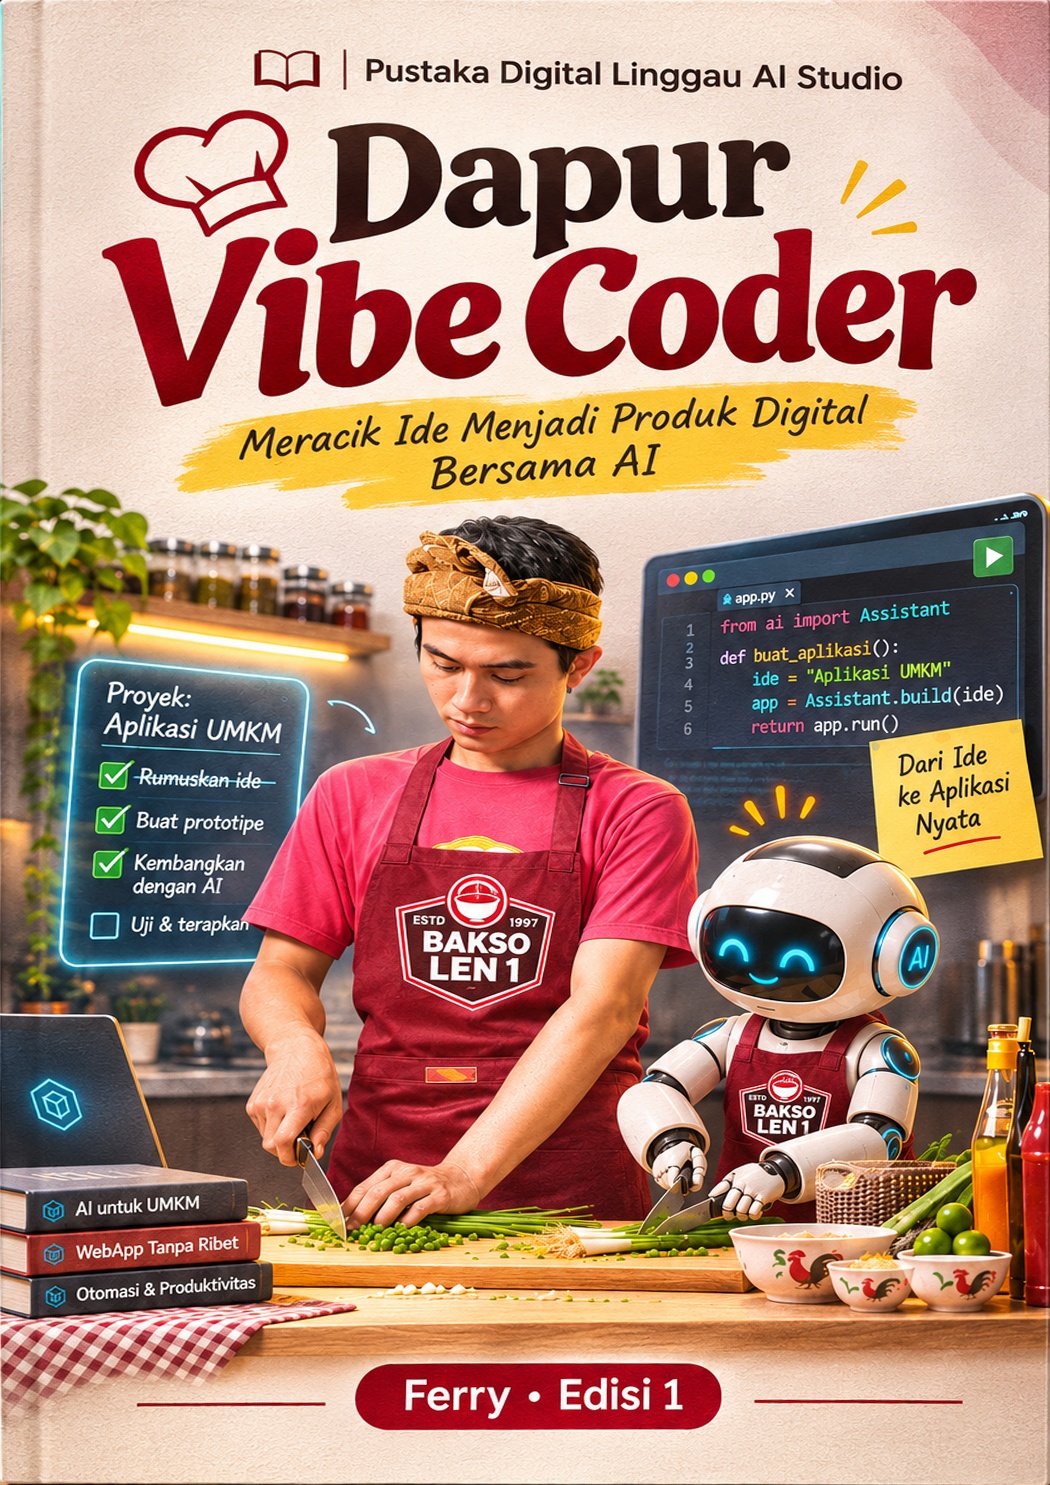 Pustaka Digital Linggau AI Studio
Dapur
Vibe Coder
Meracik Ide Menjadi Produk Digital
Bersama AI
Proyek:
Aplikasi UMKM
Rumuskan ide
Buat prototipe
Kembangkan
dengan AI
Uji & terapkan
app.py ×
1 from ai import Assistant
2
3 def buat_aplikasi():
4 ide = "Aplikasi UMKM"
5 app = Assistant.build(ide)
6 return app.run()
Dari Ide
ke Aplikasi
Nyata
ESTD 1997
BAKSO
LEN 1
AI
ESTD 1997
BAKSO
LEN 1
AI untuk UMKM
WebApp Tanpa Ribet
Otomasi & Produktivitas
Ferry • Edisi 1